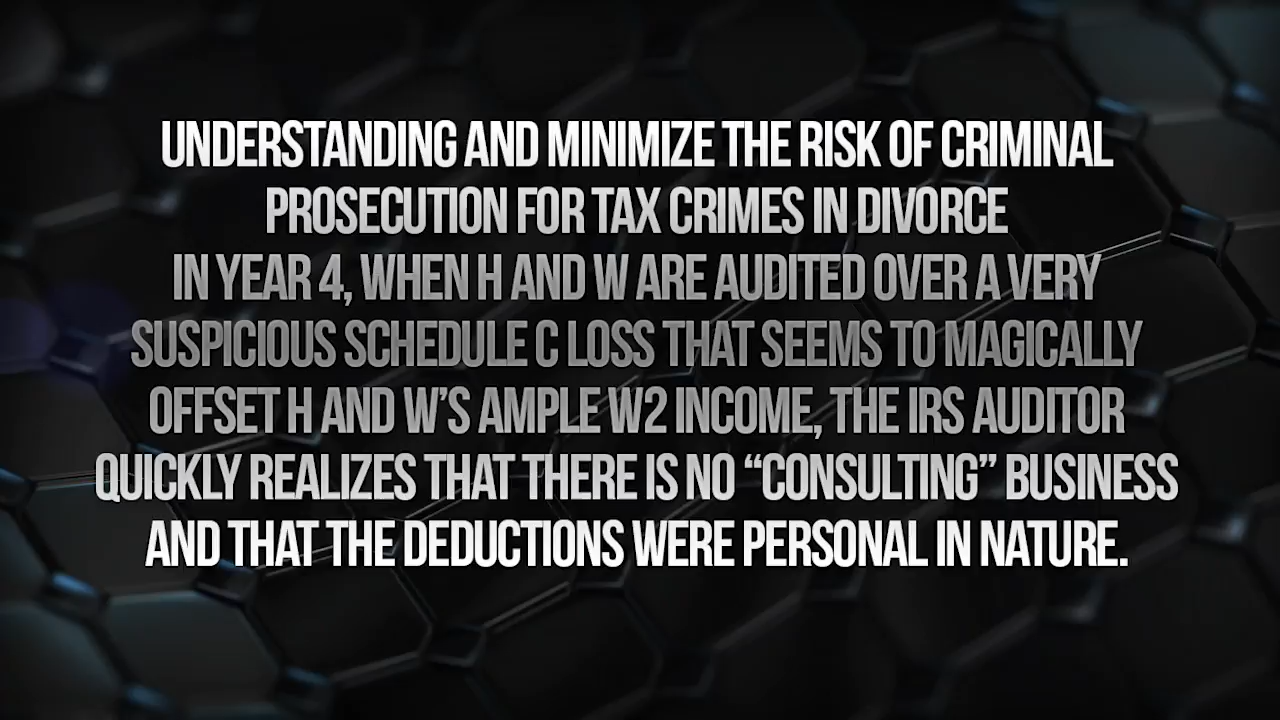 UNDERSTANDING AND MINIMIZE THE RISK OF CRIMINAL
PROSECUTION FOR TAX CRIMES IN DIVORCE
IN YEAR 4, WHEN H AND W ARE AUDITED OVER A VERY
SUSPICIOUS SCHEDULE C LOSS THAT SEEMS TO MAGICALLY
OFFSET H AND W’S AMPLE W2 INCOME, THE IRS AUDITOR
QUICKLY REALIZES THAT THERE IS NO “CONSULTING” BUSINESS
AND THAT THE DEDUCTIONS WERE PERSONAL IN NATURE.